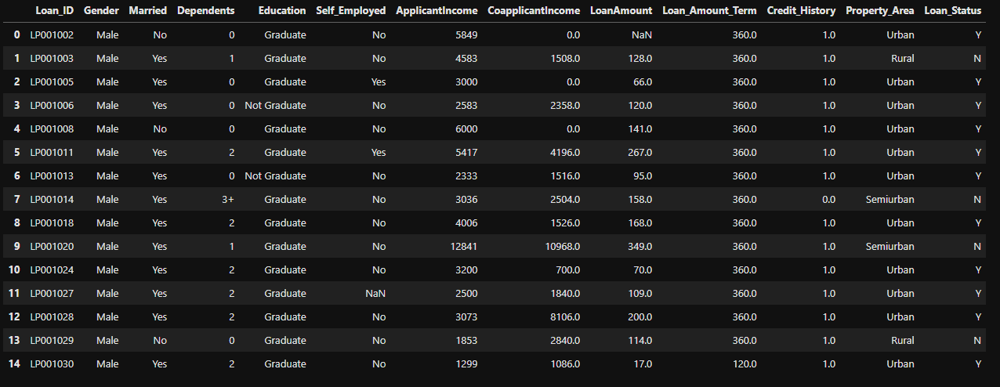 Loan_ID Gender Married Dependents Education Self_Employed ApplicantIncome CoapplicantIncome LoanAmount Loan_Amount_Term Credit_History Property_Area Loan_Status
0 LP001002 Male No 0 Graduate No 5849 0.0 NaN 360.0 1.0 Urban Y
1 LP001003 Male Yes 1 Graduate No 4583 1508.0 128.0 360.0 1.0 Rural N
2 LP001005 Male Yes 0 Graduate Yes 3000 0.0 66.0 360.0 1.0 Urban Y
3 LP001006 Male Yes 0 Not Graduate No 2583 2358.0 120.0 360.0 1.0 Urban Y
4 LP001008 Male No 0 Graduate No 6000 0.0 141.0 360.0 1.0 Urban Y
5 LP001011 Male Yes 2 Graduate Yes 5417 4196.0 267.0 360.0 1.0 Urban Y
6 LP001013 Male Yes 0 Not Graduate No 2333 1516.0 95.0 360.0 1.0 Urban Y
7 LP001014 Male Yes 3+ Graduate No 3036 2504.0 158.0 360.0 0.0 Semiurban N
8 LP001018 Male Yes 2 Graduate No 4006 1526.0 168.0 360.0 1.0 Urban Y
9 LP001020 Male Yes 1 Graduate No 12841 10968.0 349.0 360.0 1.0 Semiurban N
10 LP001024 Male Yes 2 Graduate No 3200 700.0 70.0 360.0 1.0 Urban Y
11 LP001027 Male Yes 2 Graduate NaN 2500 1840.0 109.0 360.0 1.0 Urban Y
12 LP001028 Male Yes 2 Graduate No 3073 8106.0 200.0 360.0 1.0 Urban Y
13 LP001029 Male No 0 Graduate No 1853 2840.0 114.0 360.0 1.0 Rural N
14 LP001030 Male Yes 2 Graduate No 1299 1086.0 17.0 120.0 1.0 Urban Y